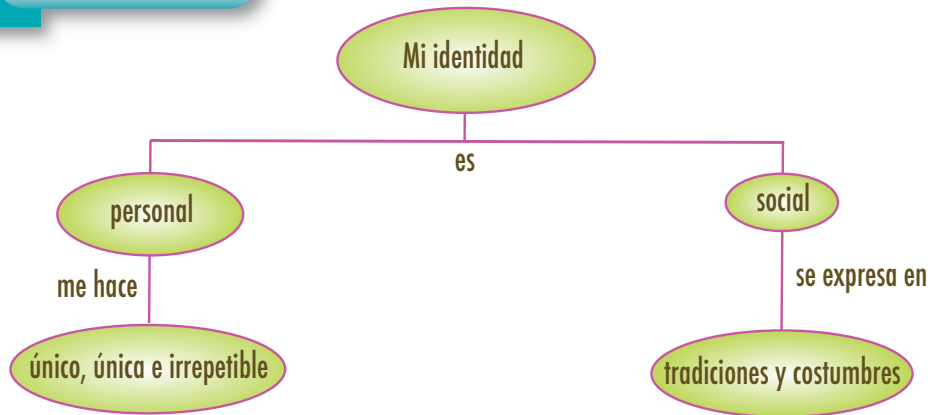 Mi identidad
es
personal
social
me hace
se expresa en
único, única e irrepetible
tradiciones y costumbres